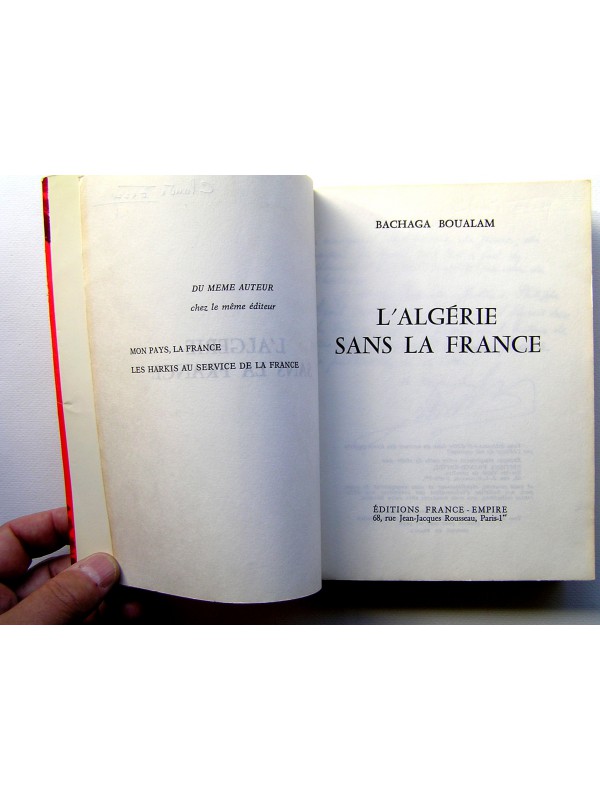 DU MEME AUTEUR
chez le même éditeur
MON PAYS, LA FRANCE
LES HARKIS AU SERVICE DE LA FRANCE
BACHAGA BOUALAM
L'ALGÉRIE
SANS LA FRANCE
ÉDITIONS FRANCE-EMPIRE
68, rue Jean-Jacques Rousseau, Paris-1er